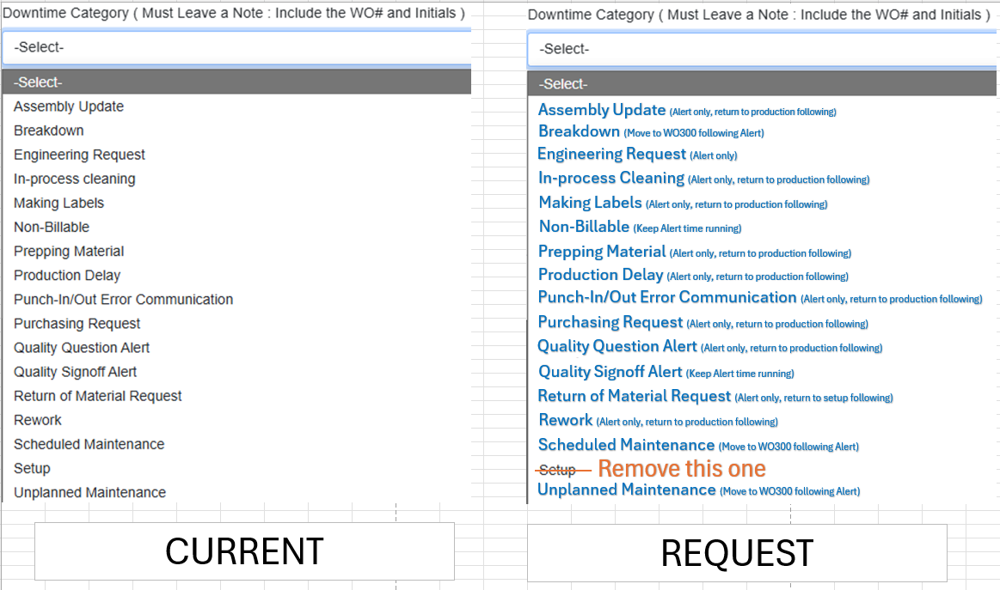 Downtime Category ( Must Leave a Note : Include the WO# and Initials )
-Select-
-Select-
Assembly Update
Breakdown
Engineering Request
In-process cleaning
Making Labels
Non-Billable
Prepping Material
Production Delay
Punch-In/Out Error Communication
Purchasing Request
Quality Question Alert
Quality Signoff Alert
Return of Material Request
Rework
Scheduled Maintenance
Setup
Unplanned Maintenance
CURRENT
Downtime Category ( Must Leave a Note : Include the WO# and Initials )
-Select-
-Select-
Assembly Update (Alert only, return to production following)
Breakdown (Move to WO300 following Alert)
Engineering Request (Alert only)
In-process Cleaning (Alert only, return to production following)
Making Labels (Alert only, return to production following)
Non-Billable (Keep Alert time running)
Prepping Material (Alert only, return to production following)
Production Delay (Alert only, return to production following)
Punch-In/Out Error Communication (Alert only, return to production following)
Purchasing Request (Alert only, return to production following)
Quality Question Alert (Alert only, return to production following)
Quality Signoff Alert (Keep Alert time running)
Return of Material Request (Alert only, return to setup following)
Rework (Alert only, return to production following)
Scheduled Maintenance (Move to WO300 following Alert)
Setup Remove this one
Unplanned Maintenance (Move to WO300 following Alert)
REQUEST